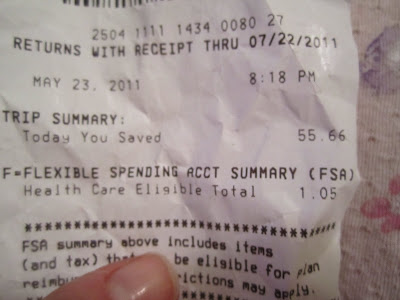 2504 1111 1434 0080 27
RETURNS WITH RECEIPT THRU 07/22/2011
MAY 23, 2011 8:18 PM
TRIP SUMMARY:
Today You Saved 55.66
F=FLEXIBLE SPENDING ACCT SUMMARY (FSA)
Health Care Eligible Total 1.05
************************************
FSA summary above includes items
(and tax) be eligible for plan
may apply.